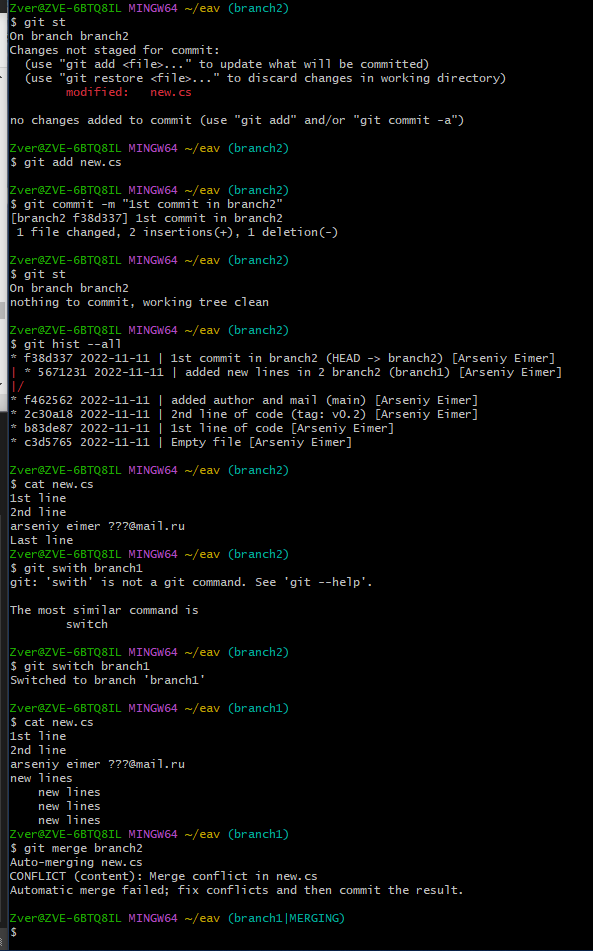 Zver@ZVE-6BTQ8IL MINGW64 ~/eav (branch2)
$ git st
On branch branch2
Changes not staged for commit:
  (use "git add <file>..." to update what will be committed)
  (use "git restore <file>..." to discard changes in working directory)
        modified:   new.cs

no changes added to commit (use "git add" and/or "git commit -a")

Zver@ZVE-6BTQ8IL MINGW64 ~/eav (branch2)
$ git add new.cs

Zver@ZVE-6BTQ8IL MINGW64 ~/eav (branch2)
$ git commit -m "1st commit in branch2"
[branch2 f38d337] 1st commit in branch2
 1 file changed, 2 insertions(+), 1 deletion(-)

Zver@ZVE-6BTQ8IL MINGW64 ~/eav (branch2)
$ git st
On branch branch2
nothing to commit, working tree clean

Zver@ZVE-6BTQ8IL MINGW64 ~/eav (branch2)
$ git hist --all
* f38d337 2022-11-11 | 1st commit in branch2 (HEAD -> branch2) [Arseniy Eimer]
| * 5671231 2022-11-11 | added new lines in 2 branch2 (branch1) [Arseniy Eimer]
|/
* f462562 2022-11-11 | added author and mail (main) [Arseniy Eimer]
* 2c30a18 2022-11-11 | 2nd line of code (tag: v0.2) [Arseniy Eimer]
* b83de87 2022-11-11 | 1st line of code [Arseniy Eimer]
* c3d5765 2022-11-11 | Empty file [Arseniy Eimer]

Zver@ZVE-6BTQ8IL MINGW64 ~/eav (branch2)
$ cat new.cs
1st line
2nd line
arseniy eimer ???@mail.ru
Last line
Zver@ZVE-6BTQ8IL MINGW64 ~/eav (branch2)
$ git swith branch1
git: 'swith' is not a git command. See 'git --help'.

The most similar command is
        switch

Zver@ZVE-6BTQ8IL MINGW64 ~/eav (branch2)
$ git switch branch1
Switched to branch 'branch1'

Zver@ZVE-6BTQ8IL MINGW64 ~/eav (branch1)
$ cat new.cs
1st line
2nd line
arseniy eimer ???@mail.ru
new lines
    new lines
    new lines
    new lines
Zver@ZVE-6BTQ8IL MINGW64 ~/eav (branch1)
$ git merge branch2
Auto-merging new.cs
CONFLICT (content): Merge conflict in new.cs
Automatic merge failed; fix conflicts and then commit the result.

Zver@ZVE-6BTQ8IL MINGW64 ~/eav (branch1|MERGING)
$